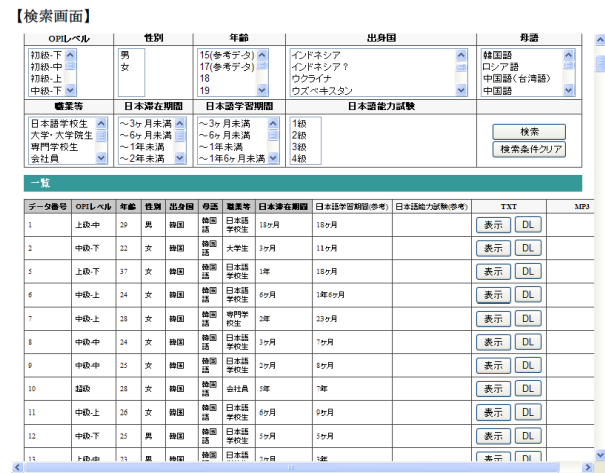 【検索画面】
OPIレベル 性別 年齢 出身国 母語
初級-下 男 15(参考データ) インドネシア 韓国語
初級-中 女 17(参考データ) インドネシア？ ロシア語
初級-上 18 ウクライナ 中国語(台湾語)
中級-下 19 ウズベキスタン 中国語
職業等 日本滞在期間 日本語学習期間 日本語能力試験
日本語学校生 ～3ヶ月未満 ～3ヶ月未満 1級
大学・大学院生 ～6ヶ月未満 ～6ヶ月未満 2級 検索
専門学校生 ～1年未満 ～1年未満 3級
会社員 ～2年未満 ～1年6ヶ月未満 4級 検索条件クリア
一覧
データ番号 OPIレベル 年齢 性別 出身国 母語 職業等 日本滞在期間 日本語学習期間(参考) 日本語能力試験(参考) TXT MP3
1 上級-中 29 男 韓国 韓国語 日本語学校生 18ヶ月 18ヶ月 表示 DL
2 中級-下 22 女 韓国 韓国語 大学生 3ヶ月 11ヶ月 表示 DL
5 上級-下 37 女 韓国 韓国語 日本語学校生 1年 18ヶ月 表示 DL
6 中級-上 24 女 韓国 韓国語 日本語学校生 6ヶ月 1年6ヶ月 表示 DL
7 中級-上 28 女 韓国 韓国語 専門学校生 2年 23ヶ月 表示 DL
8 中級-中 24 女 韓国 韓国語 日本語学校生 3ヶ月 7ヶ月 表示 DL
9 中級-中 25 女 韓国 韓国語 日本語学校生 2ヶ月 8ヶ月 表示 DL
10 超級 28 女 韓国 韓国語 会社員 5年 7年 表示 DL
11 中級-上 26 女 韓国 韓国語 日本語学校生 6ヶ月 9ヶ月 表示 DL
12 中級-下 25 男 韓国 韓国語 日本語学校生 5ヶ月 5ヶ月 表示 DL
13 上級-中 23 男 韓国 韓国 日本語 2ヶ月 3年 表示 DL